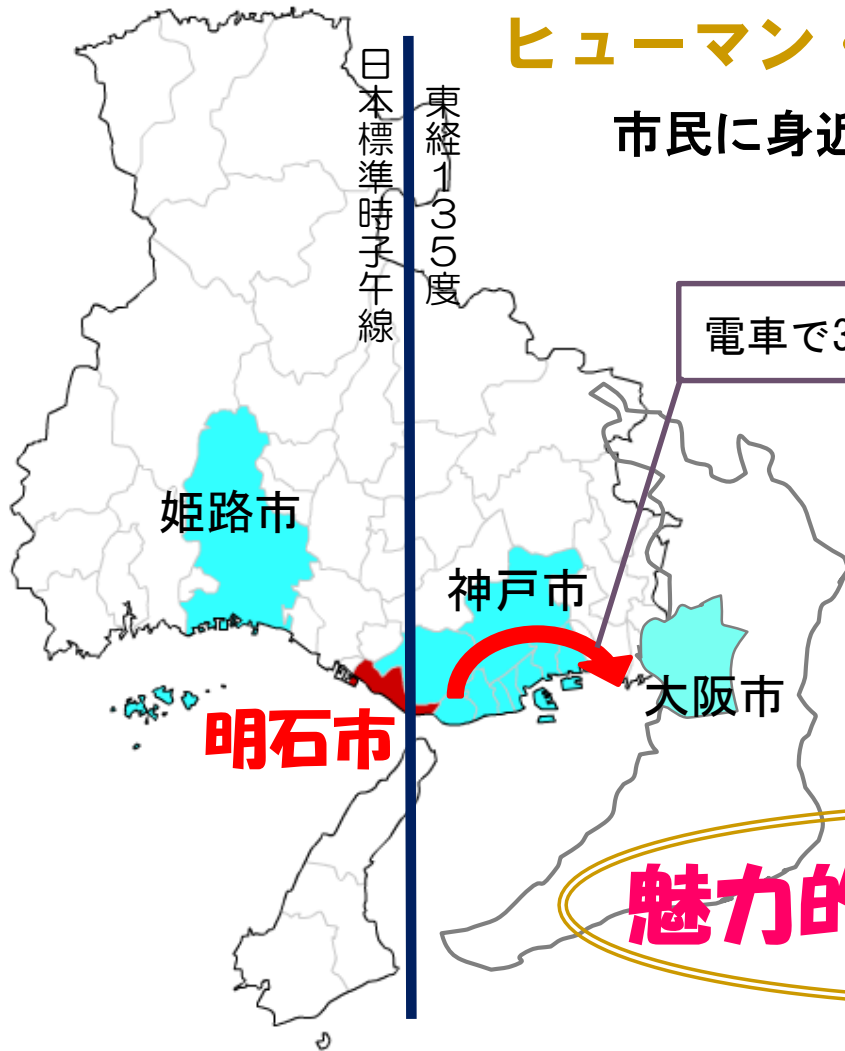 ヒューマン・
市民に身近
日本標準時子午線
東経135度
電車で3
姫路市
神戸市
大阪市
明石市
魅力的